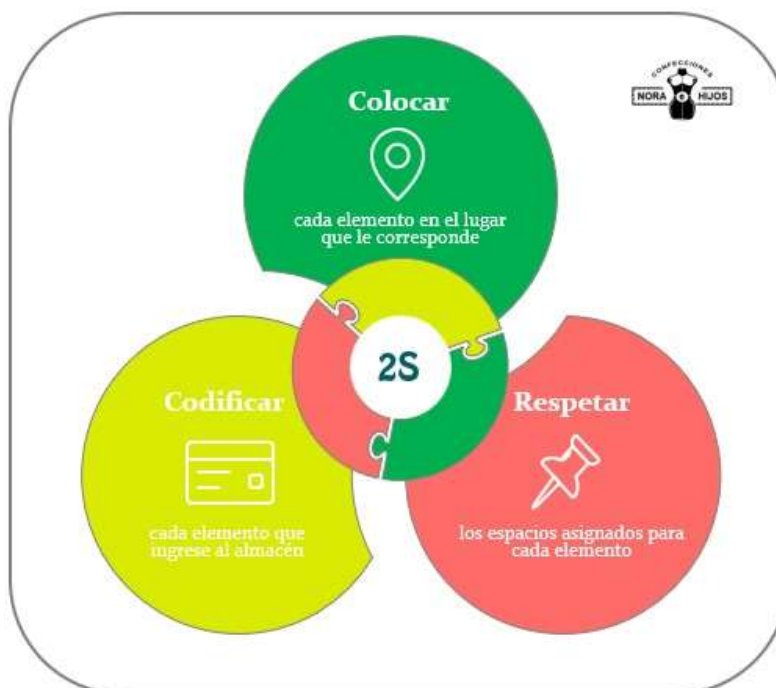 Colocar
cada elemento en el lugar
que le corresponde
CONFECCIONES
NORA HIJOS
2S
Codificar
cada elemento que
ingrese al almacén
Respetar
los espacios asignados para
cada elemento